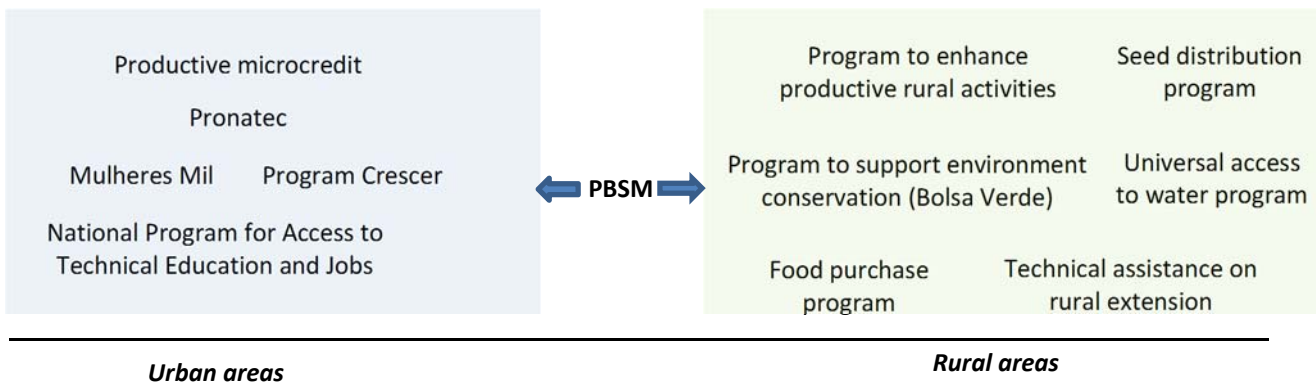 Productive microcredit
Pronatec
Mulheres Mil
Program Crescer
National Program for Access to
Technical Education and Jobs
PBSM
Program to enhance
productive rural activities
Seed distribution
program
Program to support environment
conservation (Bolsa Verde)
Universal access
to water program
Food purchase
program
Technical assistance on
rural extension
Urban areas
Rural areas